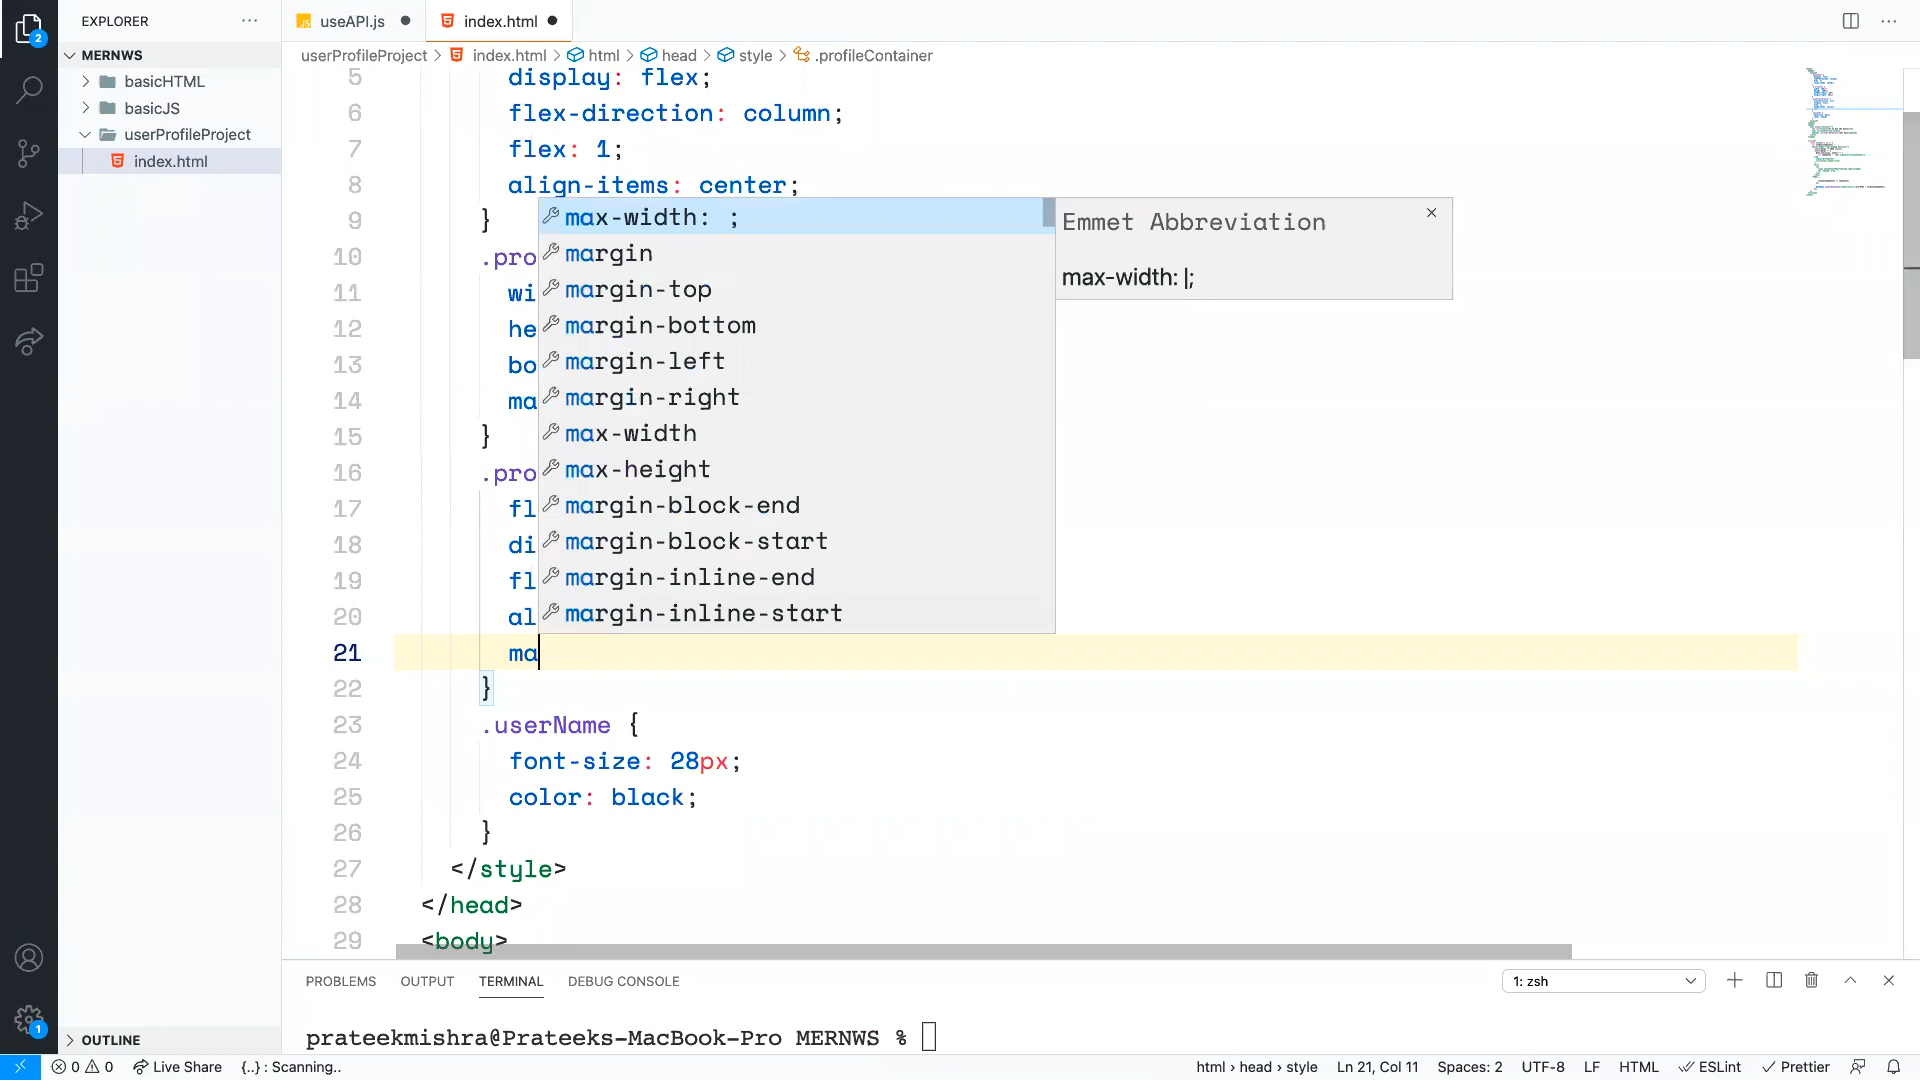 EXPLORER
useAPI.js
index.html
2
MERNWS
userProfileProject > index.html > html > head > style > .profileContainer
basicHTML
basicJS
userProfileProject
index.html
5 display: flex;
6 flex-direction: column;
7 flex: 1;
8 align-items: center;
9 }
10 .pro
11 wi
12 he
13 bo
14 ma
15 }
16 .pro
17 fl
18 di
19 fl
20 al
21 ma
22 }
23 .userName {
24 font-size: 28px;
25 color: black;
26 }
27 </style>
28 </head>
29 <body>
max-width: ;
margin
margin-top
margin-bottom
margin-left
margin-right
max-width
max-height
margin-block-end
margin-block-start
margin-inline-end
margin-inline-start
Emmet Abbreviation
max-width: |;
PROBLEMS OUTPUT TERMINAL DEBUG CONSOLE
1: zsh
prateekmishra@Prateeks-MacBook-Pro MERNWS %
1
OUTLINE
0 0 Live Share {..} : Scanning.. html › head › style Ln 21, Col 11 Spaces: 2 UTF-8 LF HTML ESLint Prettier